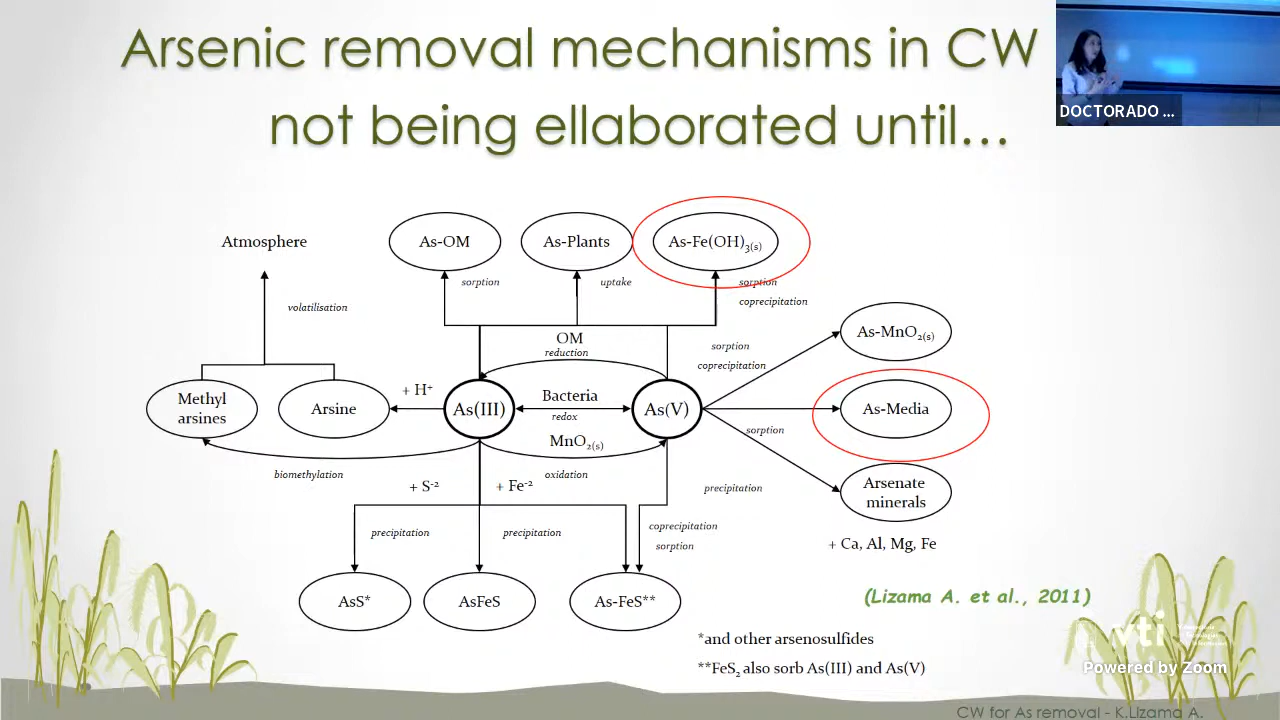 Arsenic removal mechanisms in CW
not being ellaborated until…
DOCTORADO ...
Atmosphere
As-OM
As-Plants
As-Fe(OH)₃(s)
sorption
uptake
sorption
coprecipitation
volatilisation
OM
reduction
sorption
coprecipitation
As-MnO₂(s)
Methyl
arsines
Arsine
+ H⁺
As(III)
Bacteria
redox
As(V)
As-Media
MnO₂(s)
sorption
biomethylation
oxidation
+ S⁻²
+ Fe⁻²
precipitation
Arsenate
minerals
precipitation
precipitation
coprecipitation
sorption
+ Ca, Al, Mg, Fe
AsS*
AsFeS
As-FeS**
(Lizama A. et al., 2011)
*and other arsenosulfides
**FeS₂ also sorb As(III) and As(V)
vti
Powered by Zoom
CW for As removal - K.Lizama A.